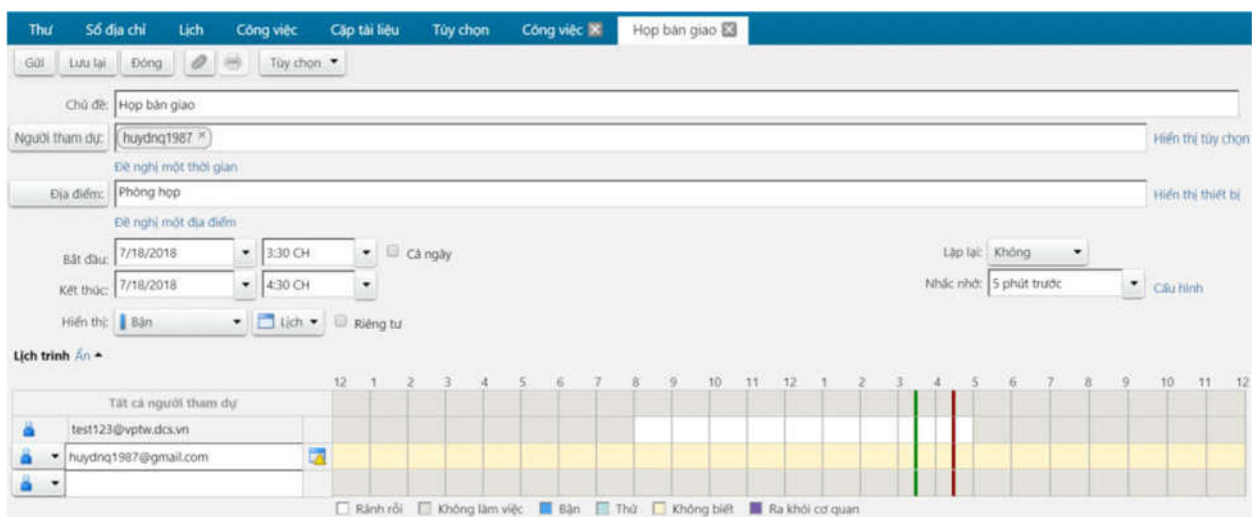 Thư Sổ địa chỉ Lịch Công việc Cặp tài liệu Tùy chọn Công việc Họp bàn giao
Gửi Lưu lại Đóng Tùy chọn
Chủ đề: Họp bàn giao
Người tham dự: huydnq1987 Hiển thị tùy chọn
Đề nghị một thời gian
Địa điểm: Phòng họp Hiển thị thiết bị
Đề nghị một địa điểm
Bắt đầu: 7/18/2018 3:30 CH Cả ngày Lặp lại: Không
Kết thúc: 7/18/2018 4:30 CH Nhắc nhở: 5 phút trước Cấu hình
Hiển thị: Bận Lịch Riêng tư
Lịch trình Ẩn
12 1 2 3 4 5 6 7 8 9 10 11 12 1 2 3 4 5 6 7 8 9 10 11 12
Tất cả người tham dự
test123@vptw.dcs.vn
huydnq1987@gmail.com
Rảnh rỗi Không làm việc Bận Thử Không biết Ra khỏi cơ quan